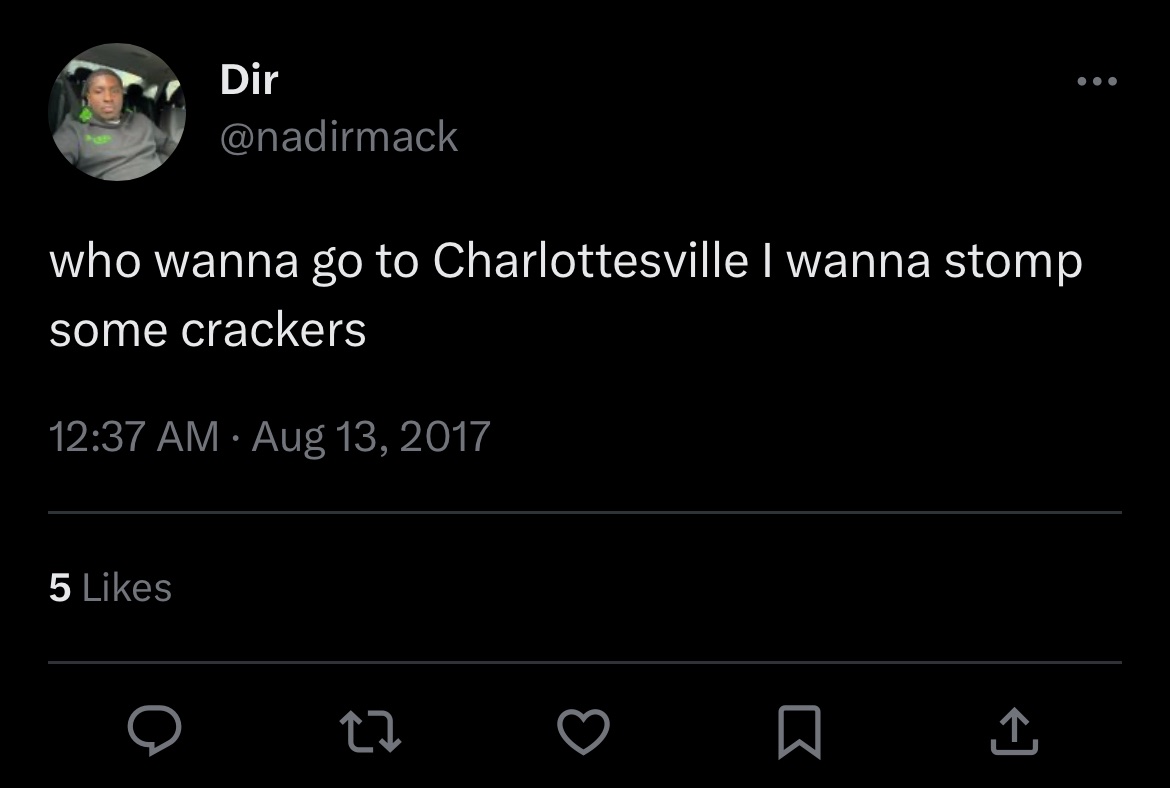 Dir
@nadirmack
who wanna go to Charlottesville I wanna stomp
some crackers
12:37 AM · Aug 13, 2017
5 Likes